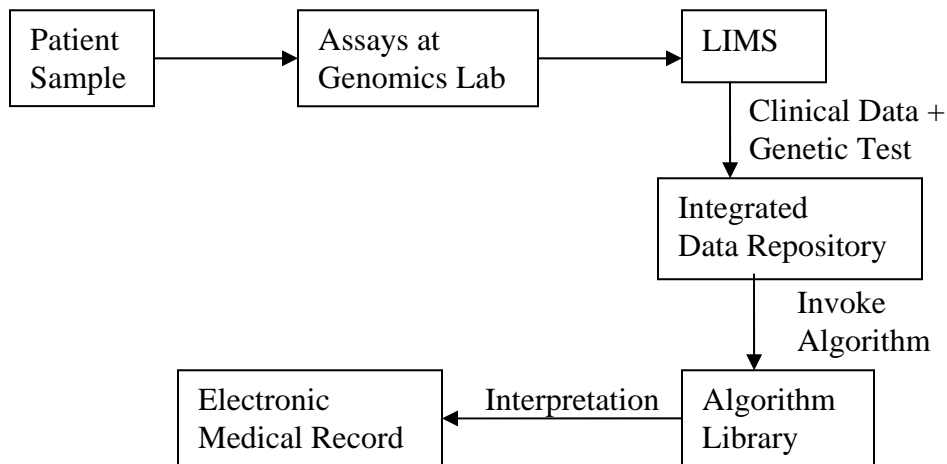 Patient
Sample
Assays at
Genomics Lab
LIMS
Clinical Data +
Genetic Test
Integrated
Data Repository
Invoke
Algorithm
Algorithm
Library
Interpretation
Electronic
Medical Record